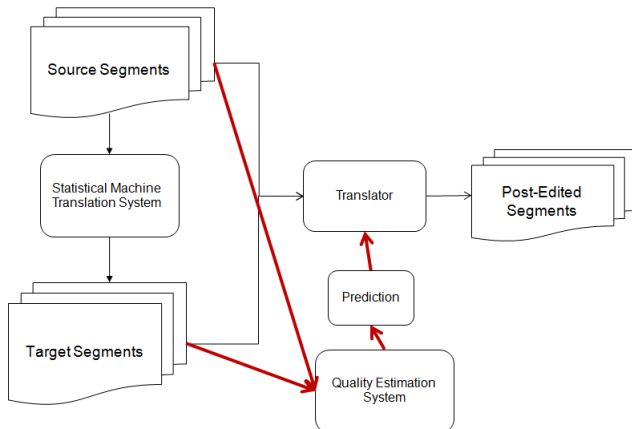 Source Segments
Statistical Machine
Translation System
Translator
Post-Edited
Segments
Prediction
Target Segments
Quality Estimation
System